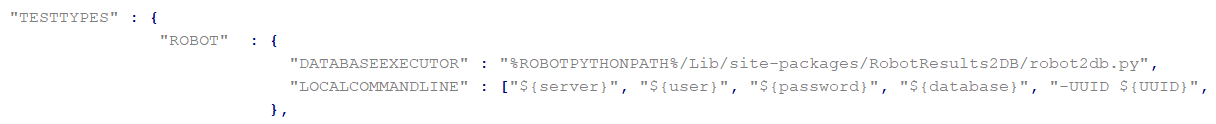 "TESTTYPES" : {
"ROBOT" : {
"DATABASEEXECUTOR" : "%ROBOTPYTHONPATH%/Lib/site-packages/RobotResults2DB/robot2db.py",
"LOCALCOMMANDLINE" : ["${server}", "${user}", "${password}", "${database}", "-UUID ${UUID}",
},